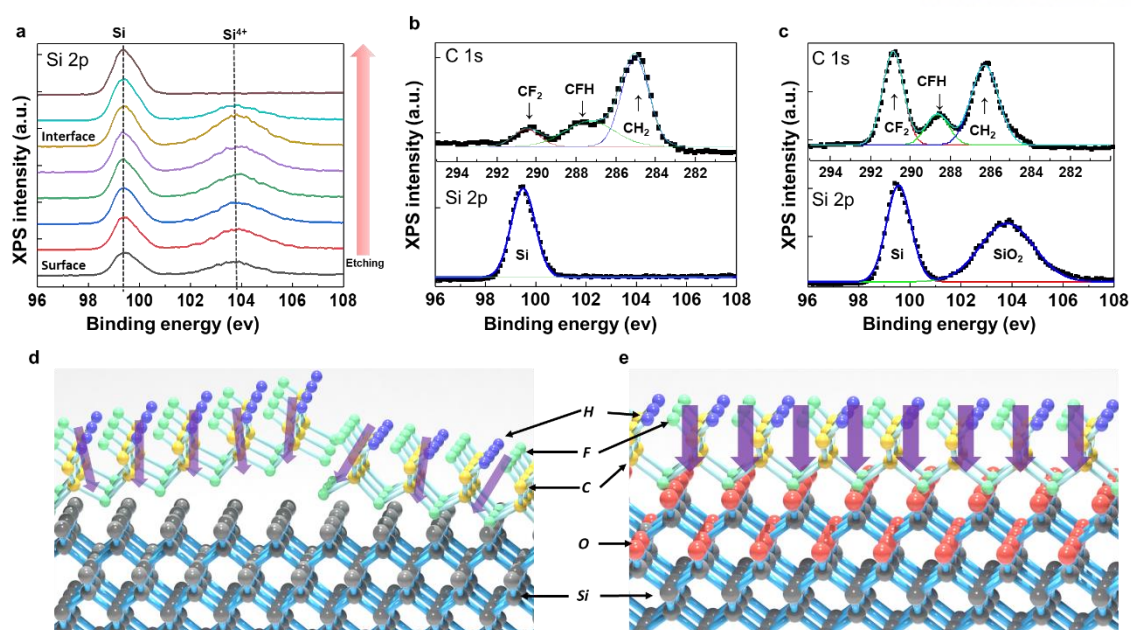 a
Si
Si⁴⁺
Si 2p
Interface
Surface
Etching
XPS intensity (a.u.)
96 98 100 102 104 106 108
Binding energy (ev)
b
C 1s
CF₂
CFH
CH₂
294 292 290 288 286 284 282
Si 2p
Si
XPS intensity (a.u.)
96 98 100 102 104 106 108
Binding energy (ev)
c
C 1s
CF₂
CFH
CH₂
294 292 290 288 286 284 282
Si 2p
Si
SiO₂
XPS intensity (a.u.)
96 98 100 102 104 106 108
Binding energy (ev)
d
e
H
F
C
O
Si